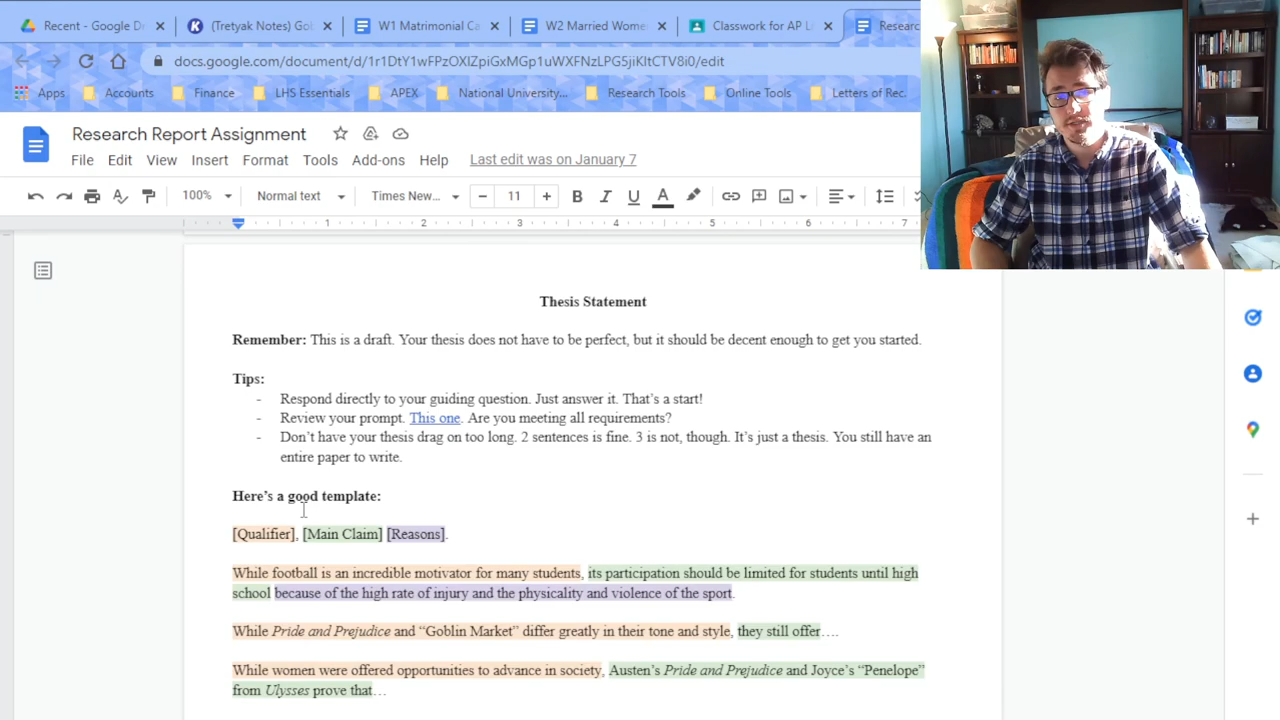 Recent - Google Dr
(Tretyak Notes) Gob
W1 Matrimonial Ca
W2 Married Wome
Classwork for AP Li
Researc
docs.google.com/document/d/1r1DtY1wFPzOXlZpiGxMGp1uWXFNzLPG5jiKltCTV8i0/edit
Apps
Accounts
Finance
LHS Essentials
APEX
National University...
Research Tools
Online Tools
Letters of Rec.
Research Report Assignment
File Edit View Insert Format Tools Add-ons Help Last edit was on January 7
100% Normal text Times New... 11 B I U A
1 2 3 4 5 6 7
Thesis Statement
Remember: This is a draft. Your thesis does not have to be perfect, but it should be decent enough to get you started.
Tips:
- Respond directly to your guiding question. Just answer it. That's a start!
- Review your prompt. This one. Are you meeting all requirements?
- Don't have your thesis drag on too long. 2 sentences is fine. 3 is not, though. It's just a thesis. You still have an
entire paper to write.
Here's a good template:
[Qualifier], [Main Claim] [Reasons].
While football is an incredible motivator for many students, its participation should be limited for students until high
school because of the high rate of injury and the physicality and violence of the sport.
While Pride and Prejudice and “Goblin Market” differ greatly in their tone and style, they still offer….
While women were offered opportunities to advance in society, Austen's Pride and Prejudice and Joyce's “Penelope”
from Ulysses prove that…